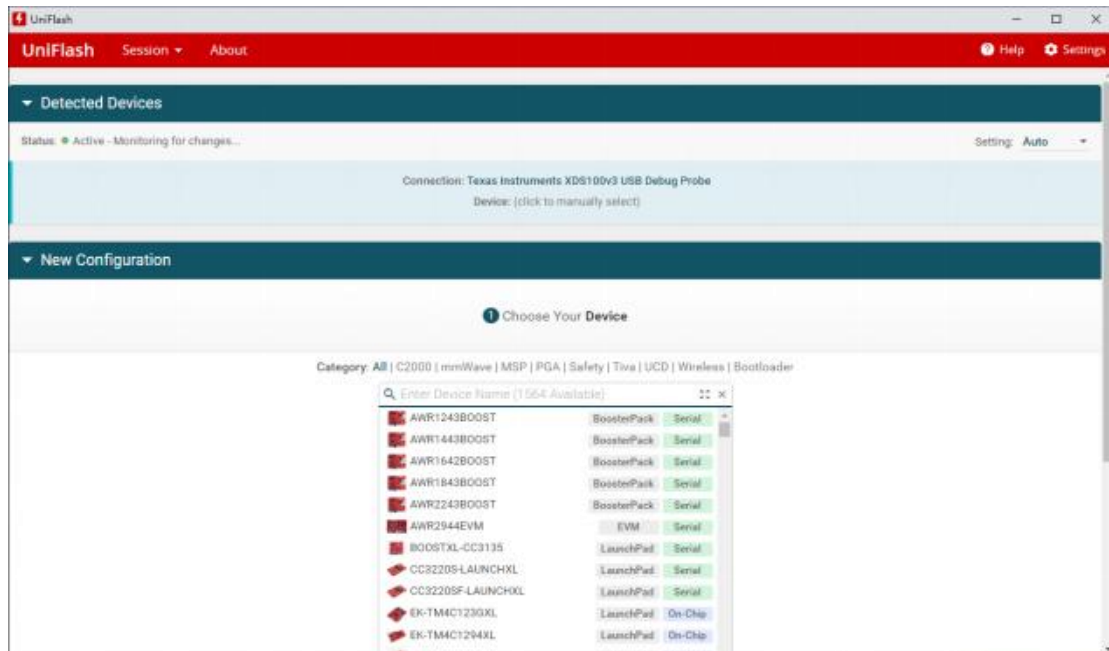 UniFlash
UniFlash Session About Help Settings
Detected Devices
Status: Active - Monitoring for changes... Setting: Auto
Connection: Texas Instruments XDS100v3 USB Debug Probe
Device: (click to manually select)
New Configuration
1 Choose Your Device
Category: All | C2000 | mmWave | MSP | PGA | Safety | Tiva | UCD | Wireless | Bootloader
Enter Device Name (1564 Available)
AWR1243BOOST BoosterPack Serial
AWR1443BOOST BoosterPack Serial
AWR1642BOOST BoosterPack Serial
AWR1843BOOST BoosterPack Serial
AWR2243BOOST BoosterPack Serial
AWR2944EVM EVM Serial
BOOSTXL-CC3135 LaunchPad Serial
CC3220S-LAUNCHXL LaunchPad Serial
CC3220SF-LAUNCHXL LaunchPad Serial
EK-TM4C123GXL LaunchPad On-Chip
EK-TM4C1294XL LaunchPad On-Chip